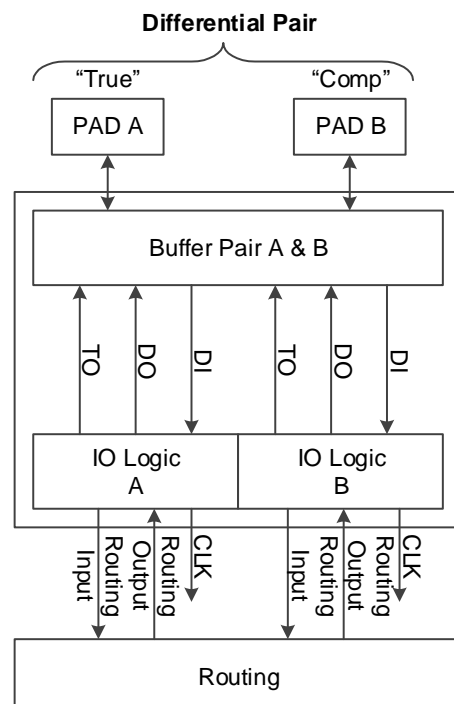 Differential Pair
“True”
“Comp”
PAD A
PAD B
Buffer Pair A & B
TO
DO
DI
TO
DO
DI
IO Logic
A
IO Logic
B
Routing
Input
Routing
Output
CLK
Routing
Input
Routing
Output
CLK
Routing